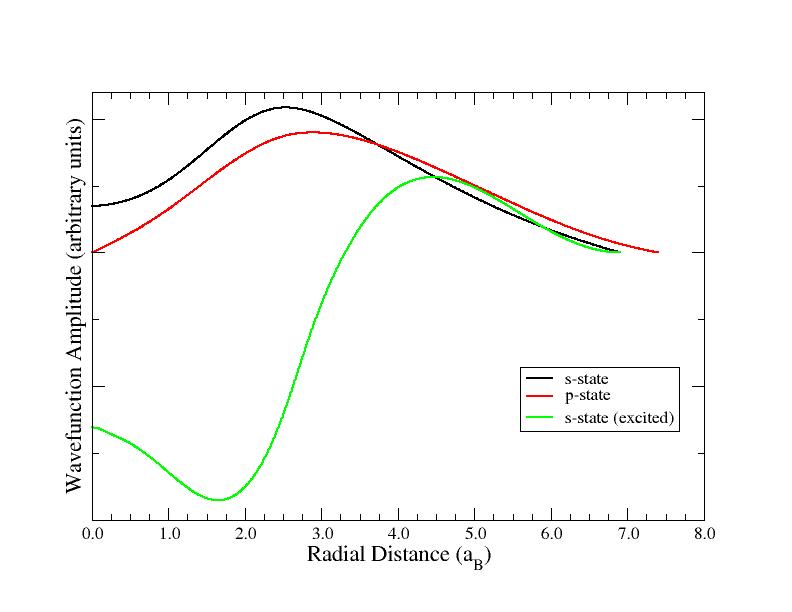 Wavefunction Amplitude (arbitrary units)
s-state
p-state
s-state (excited)
0.0 1.0 2.0 3.0 4.0 5.0 6.0 7.0 8.0
Radial Distance (a_B)